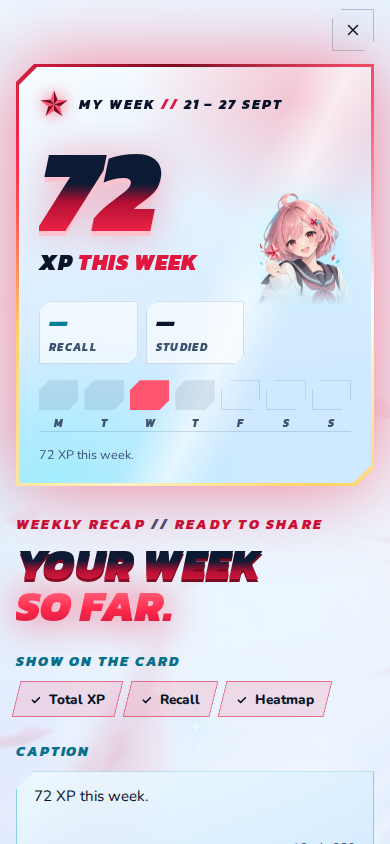 MY WEEK // 21 – 27 SEPT
72
XP THIS WEEK
—
—
RECALL
STUDIED
M T W T F S S
72 XP this week.
WEEKLY RECAP // READY TO SHARE
YOUR WEEK
SO FAR.
SHOW ON THE CARD
✓ Total XP ✓ Recall ✓ Heatmap
CAPTION
72 XP this week.